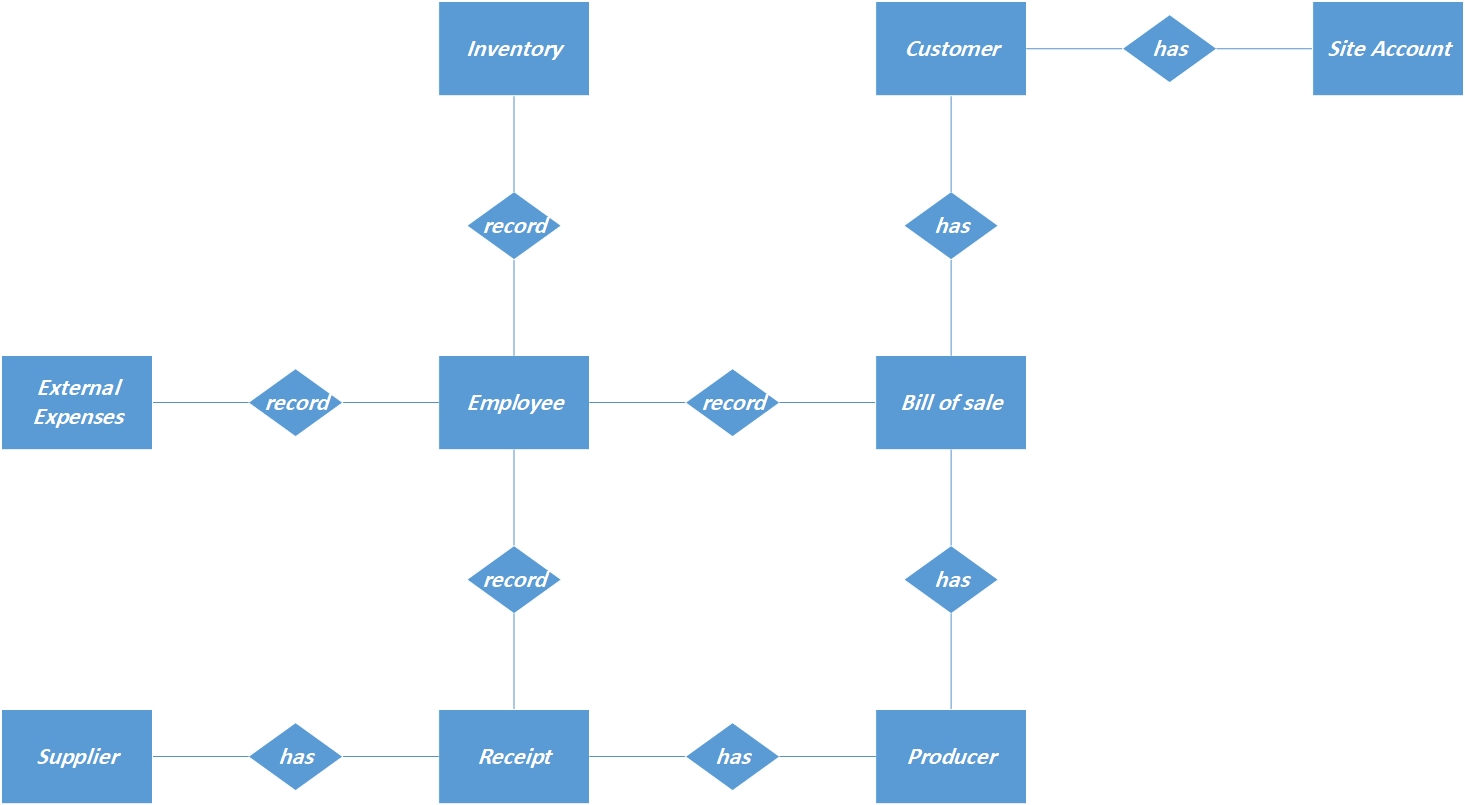 Inventory
Customer
has
Site Account
record
has
External
Expenses
record
Employee
record
Bill of sale
record
has
Supplier
has
Receipt
has
Producer